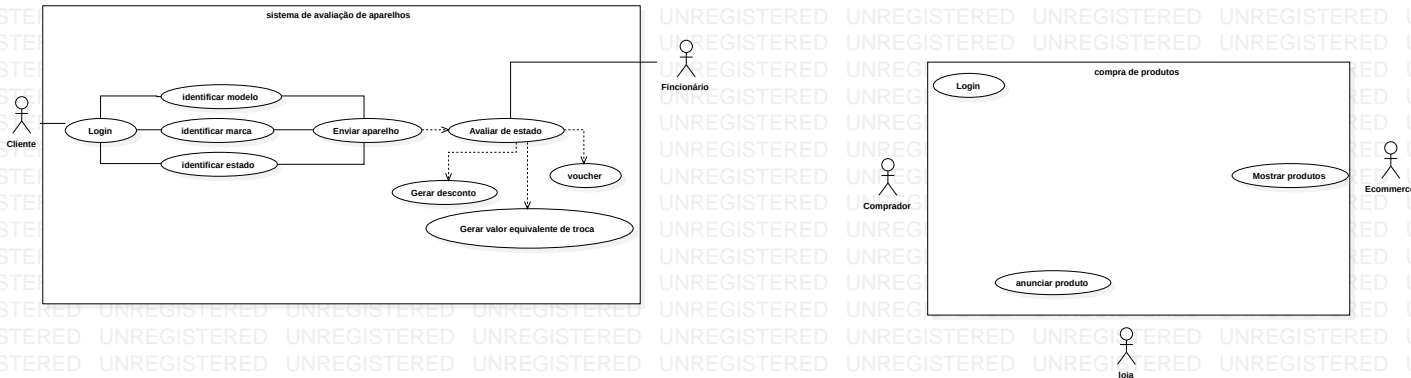 sistema de avaliação de aparelhos
Cliente
Login
identificar modelo
identificar marca
identificar estado
Enviar aparelho
Avaliar de estado
Gerar desconto
voucher
Gerar valor equivalente de troca
Fincionário
compra de produtos
Login
Comprador
Mostrar produtos
Ecommerce
anunciar produto
loja
UNREGISTERED